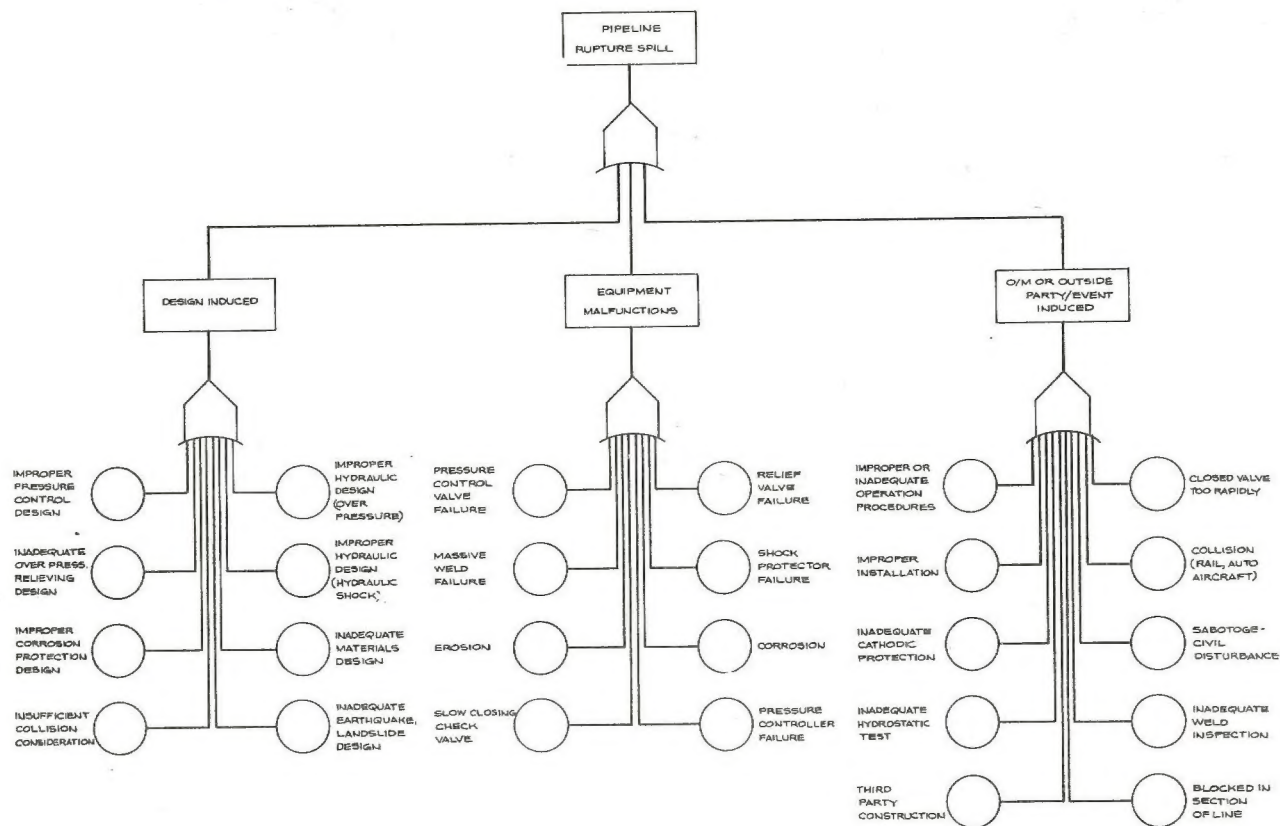 PIPELINE
RUPTURE SPILL
DESIGN INDUCED
EQUIPMENT
MALFUNCTIONS
O/M OR OUTSIDE
PARTY/EVENT
INDUCED
IMPROPER
PRESSURE
CONTROL
DESIGN
IMPROPER
HYDRAULIC
DESIGN
(OVER
PRESSURE)
INADEQUATE
OVER PRESS.
RELIEVING
DESIGN
IMPROPER
HYDRAULIC
DESIGN
(HYDRAULIC
SHOCK)
IMPROPER
CORROSION
PROTECTION
DESIGN
INADEQUATE
MATERIALS
DESIGN
INSUFFICIENT
COLLISION
CONSIDERATION
INADEQUATE
EARTHQUAKE,
LANDSLIDE
DESIGN
PRESSURE
CONTROL
VALVE
FAILURE
RELIEF
VALVE
FAILURE
MASSIVE
WELD
FAILURE
SHOCK
PROTECTOR
FAILURE
EROSION
CORROSION
SLOW CLOSING
CHECK
VALVE
PRESSURE
CONTROLLER
FAILURE
IMPROPER OR
INADEQUATE
OPERATION
PROCEDURES
CLOSED VALVE
TOO RAPIDLY
IMPROPER
INSTALLATION
COLLISION
(RAIL, AUTO
AIRCRAFT)
INADEQUATE
CATHODIC
PROTECTION
SABOTOGE-
CIVIL
DISTURBANCE
INADEQUATE
HYDROSTATIC
TEST
INADEQUATE
WELD
INSPECTION
THIRD
PARTY
CONSTRUCTION
BLOCKED IN
SECTION
OF LINE